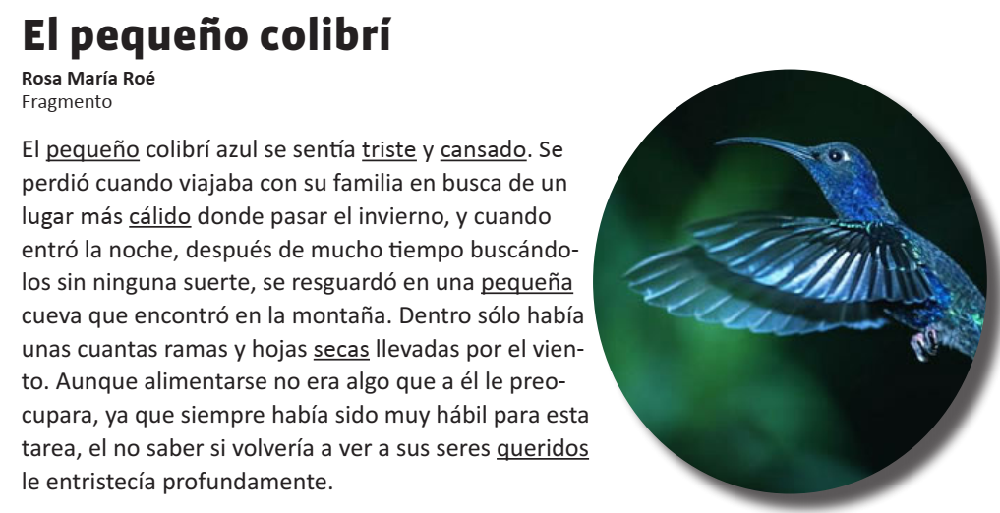 El pequeño colibrí
Rosa María Roé
Fragmento
El pequeño colibrí azul se sentía triste y cansado. Se
perdió cuando viajaba con su familia en busca de un
lugar más cálido donde pasar el invierno, y cuando
entró la noche, después de mucho tiempo buscándo-
los sin ninguna suerte, se resguardó en una pequeña
cueva que encontró en la montaña. Dentro sólo había
unas cuantas ramas y hojas secas llevadas por el vien-
to. Aunque alimentarse no era algo que a él le preo-
cupara, ya que siempre había sido muy hábil para esta
tarea, el no saber si volvería a ver a sus seres queridos
le entristecía profundamente.